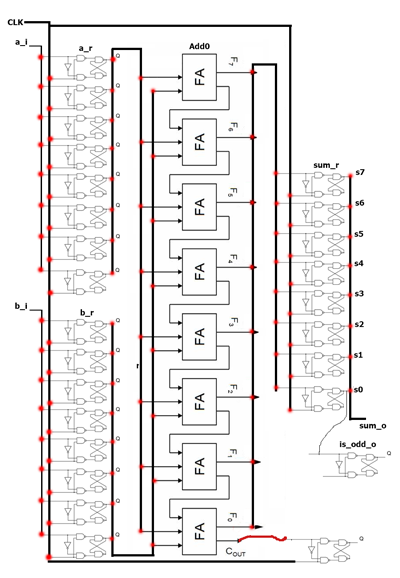 CLK
a_i
a_r
Add0
Q
Q
Q
Q
Q
Q
Q
Q
FA
F7
FA
F6
FA
F5
FA
F4
FA
F3
FA
F2
FA
F1
FA
F0
COUT
sum_r
s7
s6
s5
s4
s3
s2
s1
s0
sum_o
is_odd_o
Q
b_i
b_r
Q
Q
Q
Q
Q
Q
Q
Q
r
Q